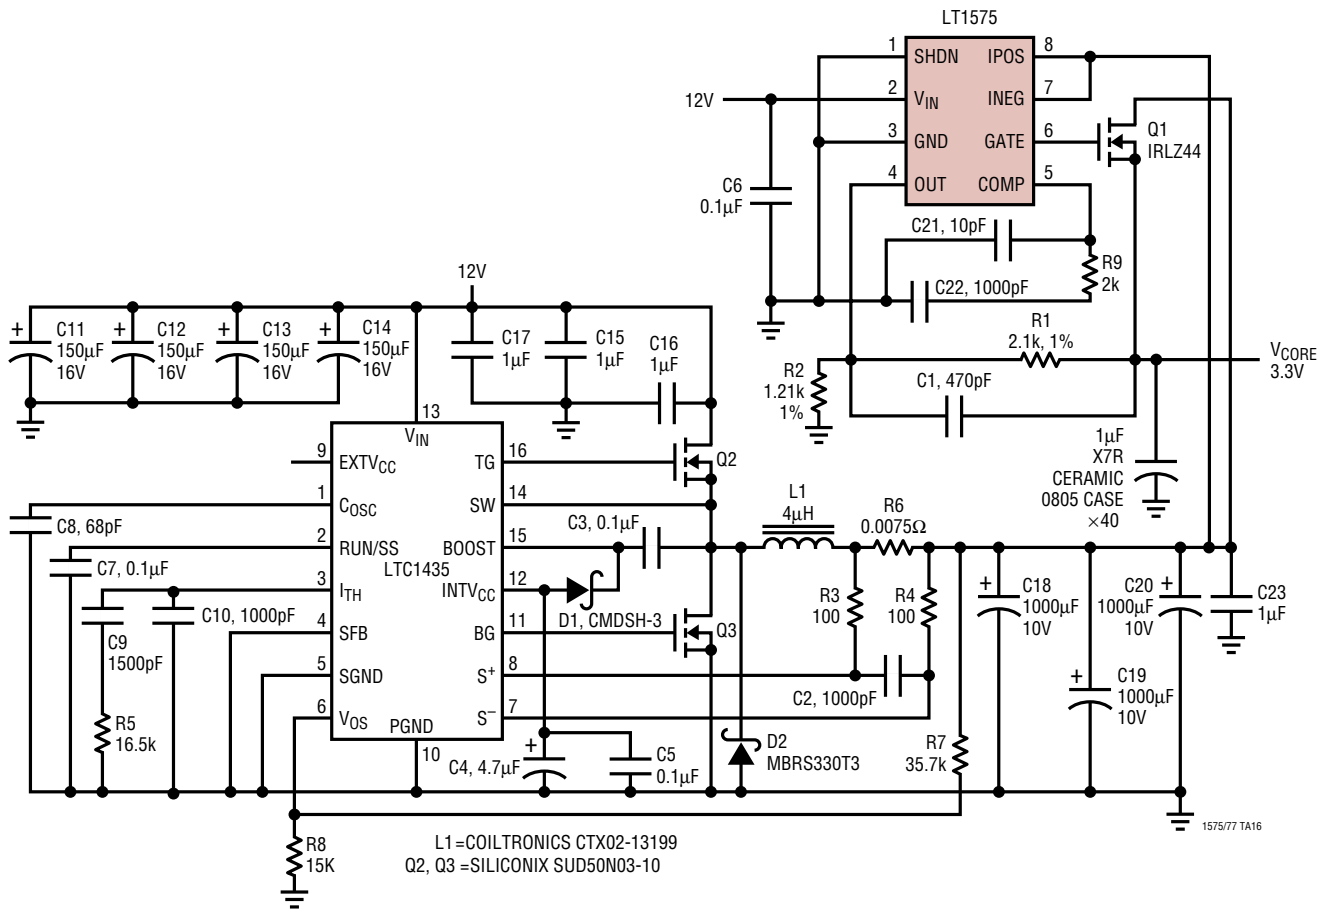 LT1575
1
SHDN
IPOS
8
12V
2
VIN
INEG
7
3
GND
GATE
6
Q1
IRLZ44
4
OUT
COMP
5
C6
0.1µF
C21, 10pF
R9
2k
C22, 1000pF
R1
2.1k, 1%
VCORE
3.3V
R2
1.21k
1%
C1, 470pF
1µF
X7R
CERAMIC
0805 CASE
×40
12V
+
C11
150µF
16V
+
C12
150µF
16V
+
C13
150µF
16V
+
C14
150µF
16V
C17
1µF
C15
1µF
C16
1µF
13
VIN
9
EXTVCC
TG
16
Q2
1
COSC
SW
14
C8, 68pF
2
RUN/SS
BOOST
15
C3, 0.1µF
L1
4µH
R6
0.0075Ω
C7, 0.1µF
LTC1435
3
ITH
INTVCC
12
D1, CMDSH-3
C9
1500pF
C10, 1000pF
4
SFB
BG
11
Q3
R3
100
R4
100
+
C18
1000µF
10V
C20
1000µF
10V
+
C23
1µF
5
SGND
S+
8
C2, 1000pF
+
C19
1000µF
10V
6
VOS
S–
7
PGND
10
R5
16.5k
+
C4, 4.7µF
C5
0.1µF
D2
MBRS330T3
R7
35.7k
R8
15K
L1=COILTRONICS CTX02-13199
Q2, Q3 =SILICONIX SUD50N03-10
1575/77 TA16